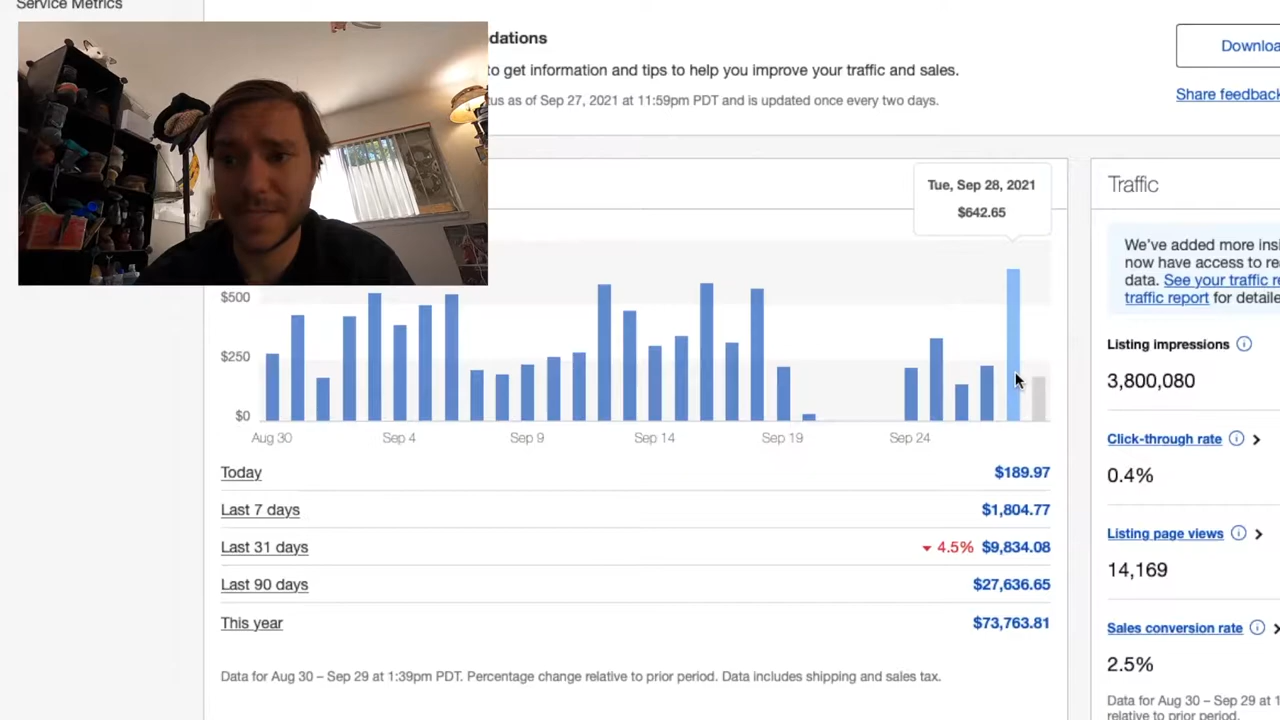 Service Metrics
dations
to get information and tips to help you improve your traffic and sales.
tus as of Sep 27, 2021 at 11:59pm PDT and is updated once every two days.
Downloa
Share feedback
Tue, Sep 28, 2021
$642.65
$500
$250
$0
Aug 30
Sep 4
Sep 9
Sep 14
Sep 19
Sep 24
Today
$189.97
Last 7 days
$1,804.77
Last 31 days
4.5% $9,834.08
Last 90 days
$27,636.65
This year
$73,763.81
Data for Aug 30 – Sep 29 at 1:39pm PDT. Percentage change relative to prior period. Data includes shipping and sales tax.
Traffic
We've added more insi
now have access to re
data. See your traffic re
traffic report for detaile
Listing impressions
3,800,080
Click-through rate
0.4%
Listing page views
14,169
Sales conversion rate
2.5%
Data for Aug 30 – Sep 29 at 1
relative to prior period.